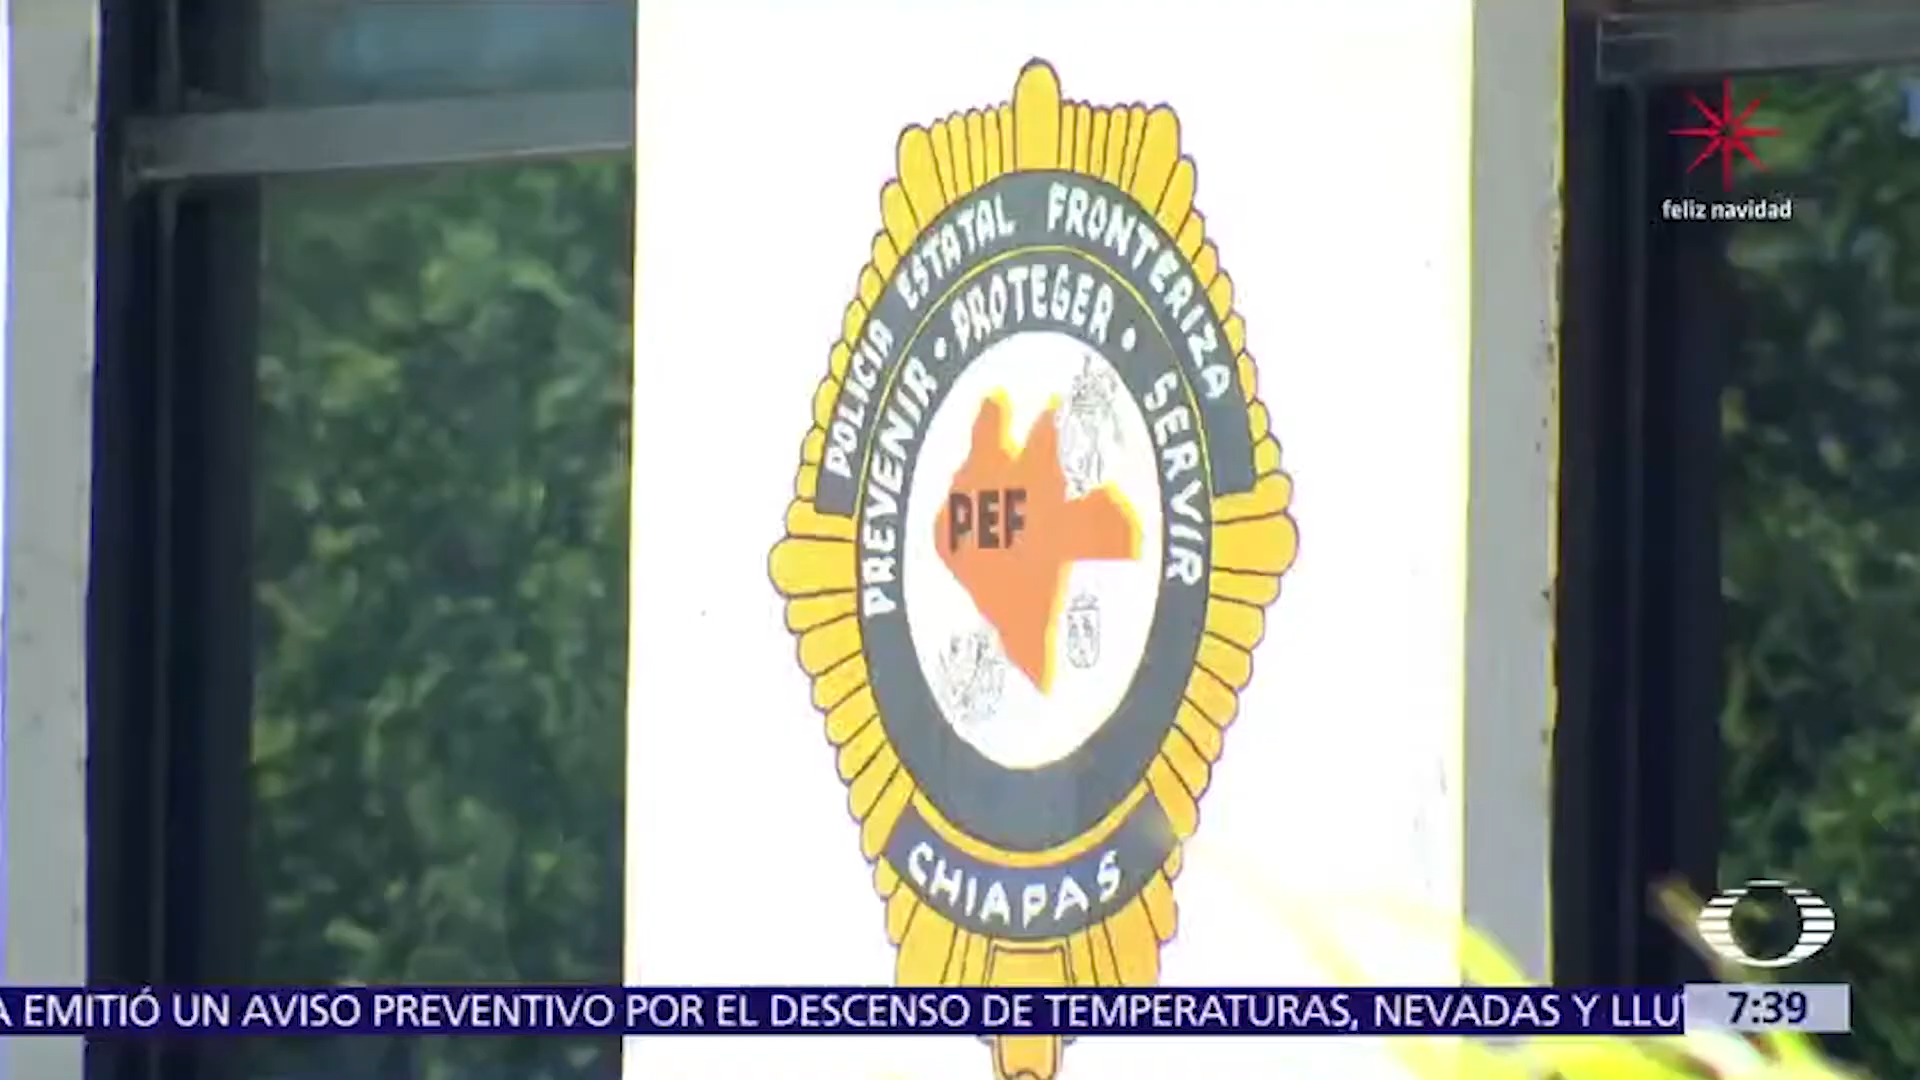 feliz navidad
POLICIA ESTATAL FRONTERIZA
PREVENIR • PROTEGER • SERVIR
PEF
CHIAPAS
A EMITIÓ UN AVISO PREVENTIVO POR EL DESCENSO DE TEMPERATURAS, NEVADAS Y
7:39